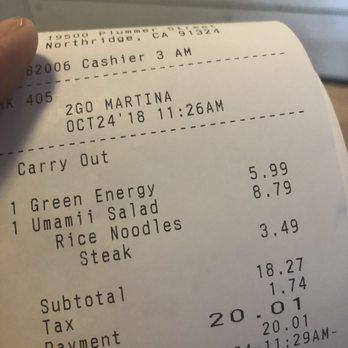 19500 Plummer Street
Northridge, CA 91324
82006 Cashier 3 AM
405
2GO MARTINA
OCT24'18 11:26AM
Carry Out
1 Green Energy 5.99
1 Umamii Salad 8.79
Rice Noodles
Steak 3.49
Subtotal 18.27
Tax 1.74
Payment 20.01
20.01
11:29AM-